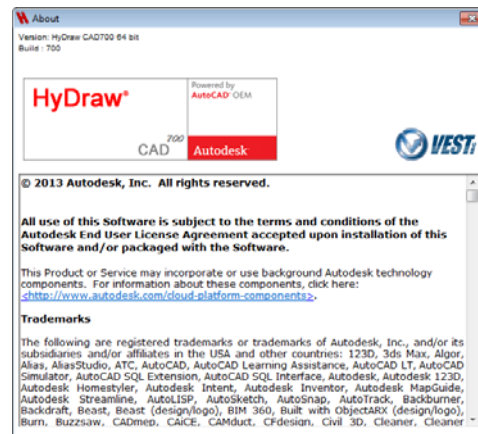 About
Version: HyDraw CAD700 64 bit
Build : 700
HyDraw®
CAD 700
Powered by
AutoCAD® OEM
Autodesk®
VESTi
© 2013 Autodesk, Inc.  All rights reserved.
All use of this Software is subject to the terms and conditions of the
Autodesk End User License Agreement accepted upon installation of this
Software and/or packaged with the Software.
This Product or Service may incorporate or use background Autodesk technology
components.  For information about these components, click here:
<http://www.autodesk.com/cloud-platform-components>.
Trademarks
The following are registered trademarks or trademarks of Autodesk, Inc., and/or its
subsidiaries and/or affiliates in the USA and other countries: 123D, 3ds Max, Algor,
Alias, AliasStudio, ATC, AutoCAD, AutoCAD Learning Assistance, AutoCAD LT, AutoCAD
Simulator, AutoCAD SQL Extension, AutoCAD SQL Interface, Autodesk, Autodesk 123D,
Autodesk Homestyler, Autodesk Intent, Autodesk Inventor, Autodesk MapGuide,
Autodesk Streamline, AutoLISP, AutoSketch, AutoSnap, AutoTrack, Backburner,
Backdraft, Beast, Beast (design/logo), BIM 360, Built with ObjectARX (design/logo),
Burn, Buzzsaw, CADmep, CAiCE, CAMduct, CFdesign, Civil 3D, Cleaner, Cleaner